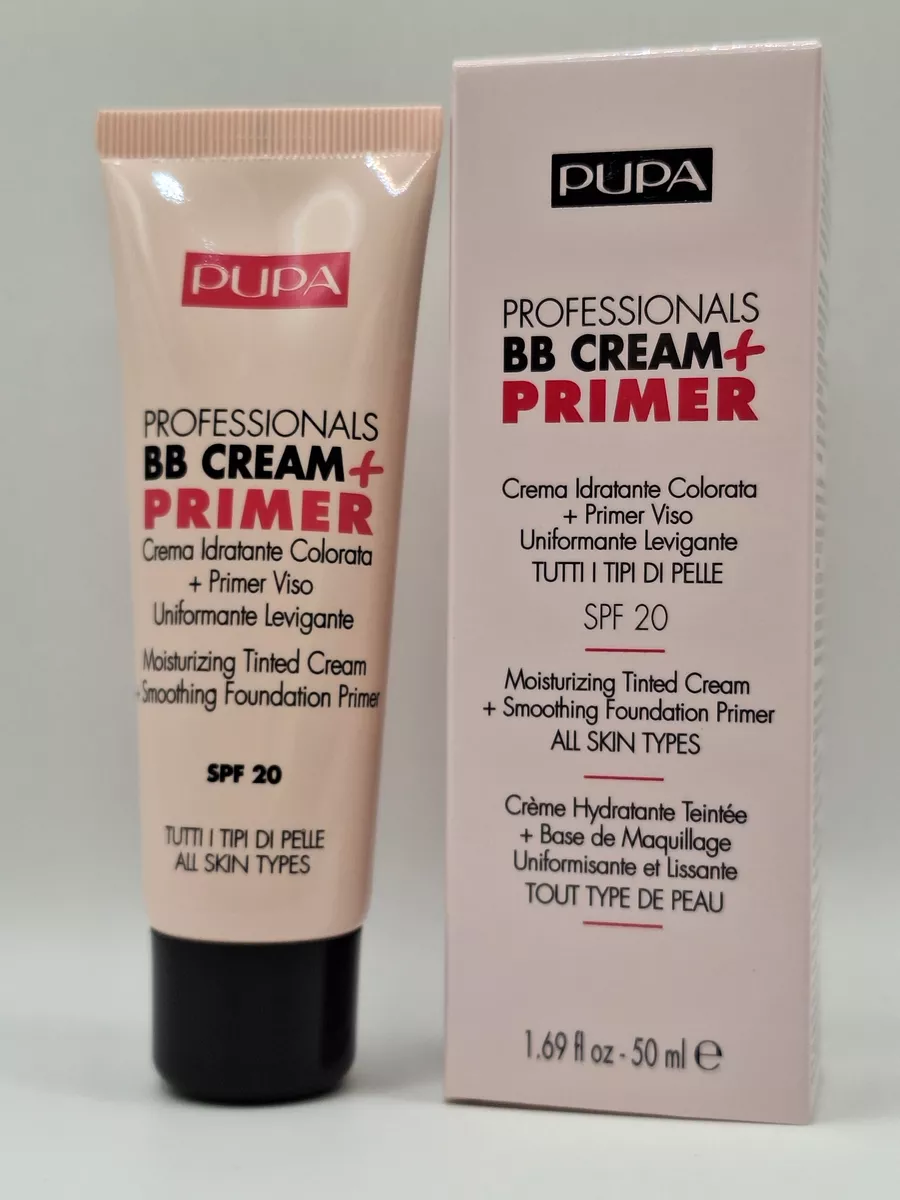 PUPA
PROFESSIONALS
BB CREAM+
PRIMER
Crema Idratante Colorata
+ Primer Viso
Uniformante Levigante
Moisturizing Tinted Cream
- Smoothing Foundation Primer
SPF 20
TUTTI I TIPI DI PELLE
ALL SKIN TYPES
PUPA
PROFESSIONALS
BB CREAM+
PRIMER
Crema Idratante Colorata
+ Primer Viso
Uniformante Levigante
TUTTI I TIPI DI PELLE
SPF 20
Moisturizing Tinted Cream
+ Smoothing Foundation Primer
ALL SKIN TYPES
Crème Hydratante Teintée
+ Base de Maquillage
Uniformisante et Lissante
TOUT TYPE DE PEAU
1.69 fl oz - 50 ml ℮